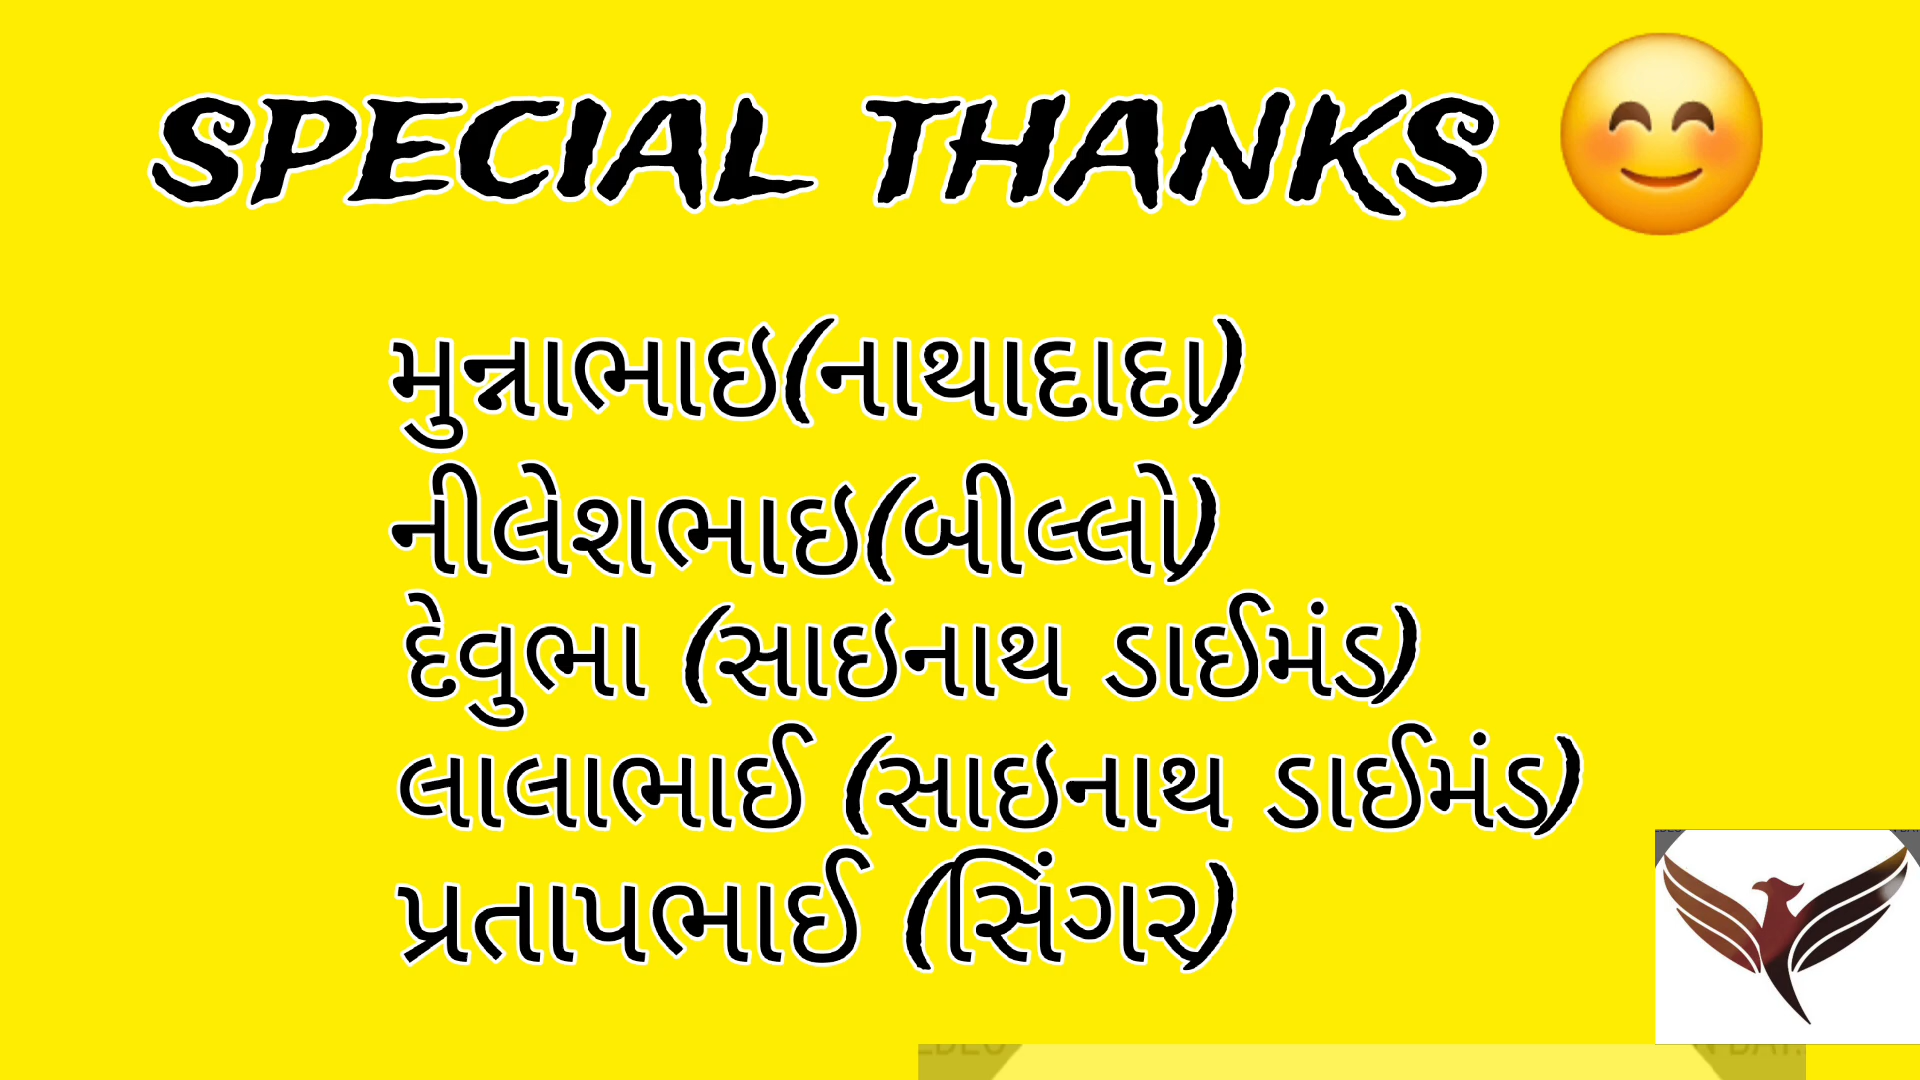 SPECIAL THANKS 😊
મુન્નાભાઇ(નાથાદાદા)
નીલેશભાઇ(બીલ્લો)
દેવુભા (સાઇનાથ ડાઈમંડ)
લાલાભાઈ (સાઇનાથ ડાઈમંડ)
પ્રતાપભાઈ (સિંગર)